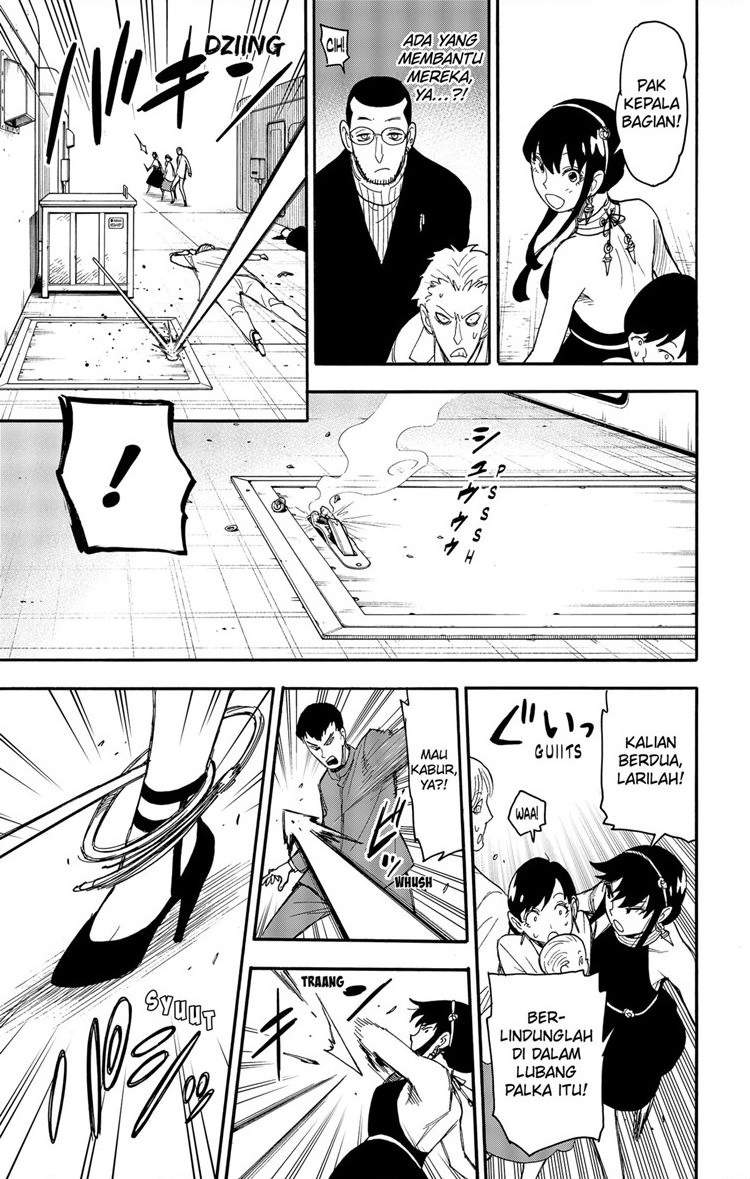 PAK
KEPALA
BAGIAN!
ADA YANG
MEMBANTU
MEREKA,
YA...?!
CIH!
DZIING
バキン
シュウウウ
PSSSH
!
KALIAN
BERDUA,
LARILAH!
ぐいっ
GUIITS
WAA!
BER-
LINDUNGLAH
DI DALAM
LUBANG
PALKA ITU!
MAU
KABUR,
YA?!
ビッ
WHUSH
TRAANG
SYUUT